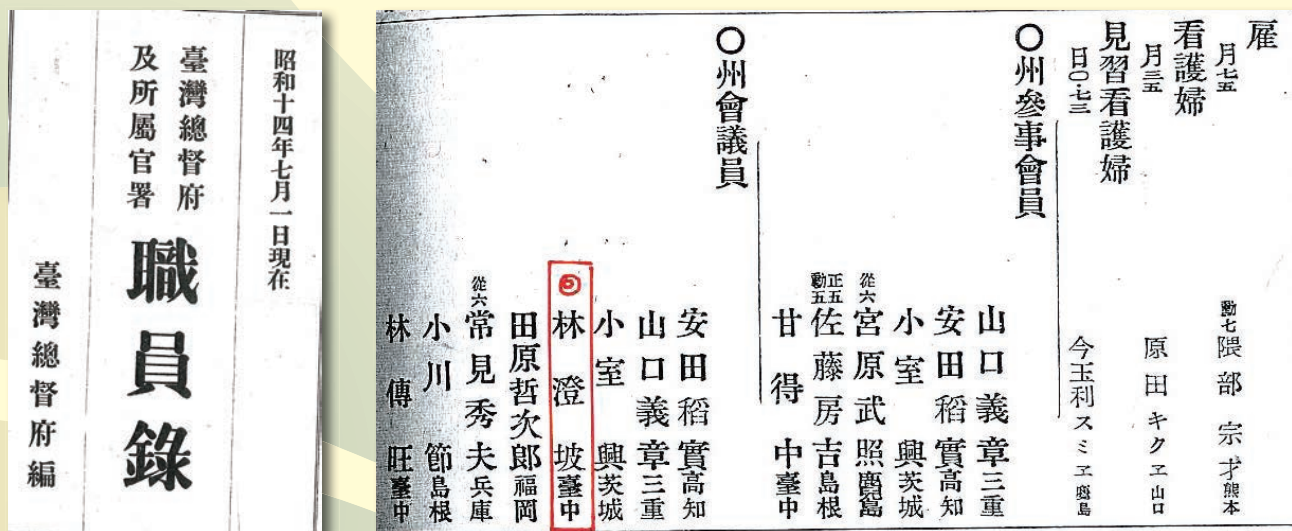 昭和十四年七月一日現在
臺灣總督府
及所屬官署
職員錄
臺灣總督府編
雇
月七五
勳七 隈部宗才 熊本
看護婦
月三五
原田キクヱ 山口
見習看護婦
日〇・七三
今玉利スミヱ 鹿兒島
〇州參事會員
山口義章 三重
安田稻實 高知
小室興 茨城
從六 宮原武照 鹿兒島
正五勳五 佐藤房吉 島根
甘得中 臺中
〇州會議員
安田稻實 高知
山口義章 三重
小室興 茨城
林澄坡 臺中
田原哲次郎 福岡
從六 常見秀夫 兵庫
小川節 島根
林傳旺 臺中